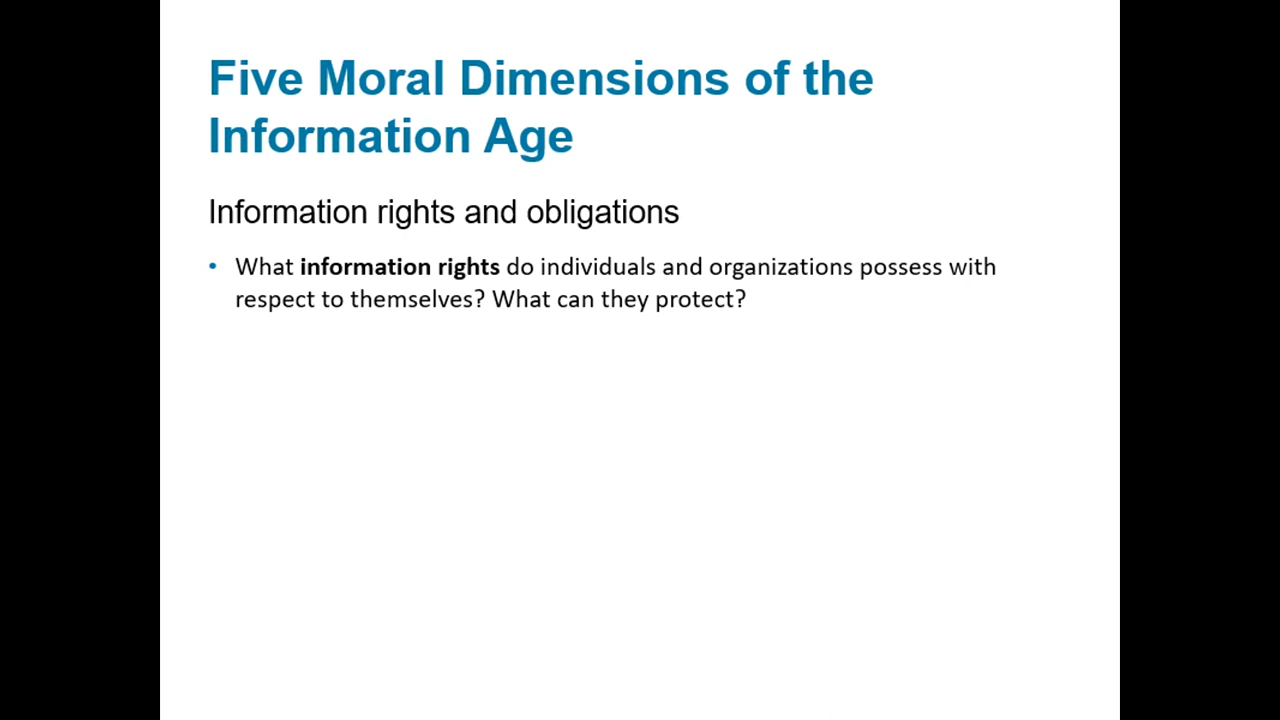 Five Moral Dimensions of the
Information Age
Information rights and obligations
• What information rights do individuals and organizations possess with
respect to themselves? What can they protect?